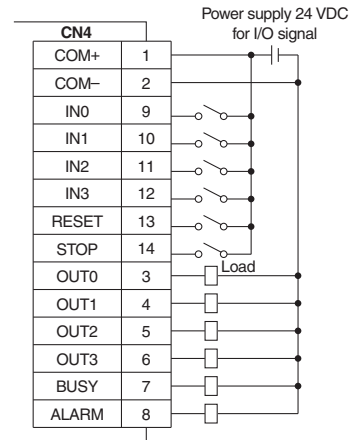 Power supply 24 VDC
for I/O signal
CN4
COM+ 1
COM– 2
IN0 9
IN1 10
IN2 11
IN3 12
RESET 13
STOP 14
Load
OUT0 3
OUT1 4
OUT2 5
OUT3 6
BUSY 7
ALARM 8